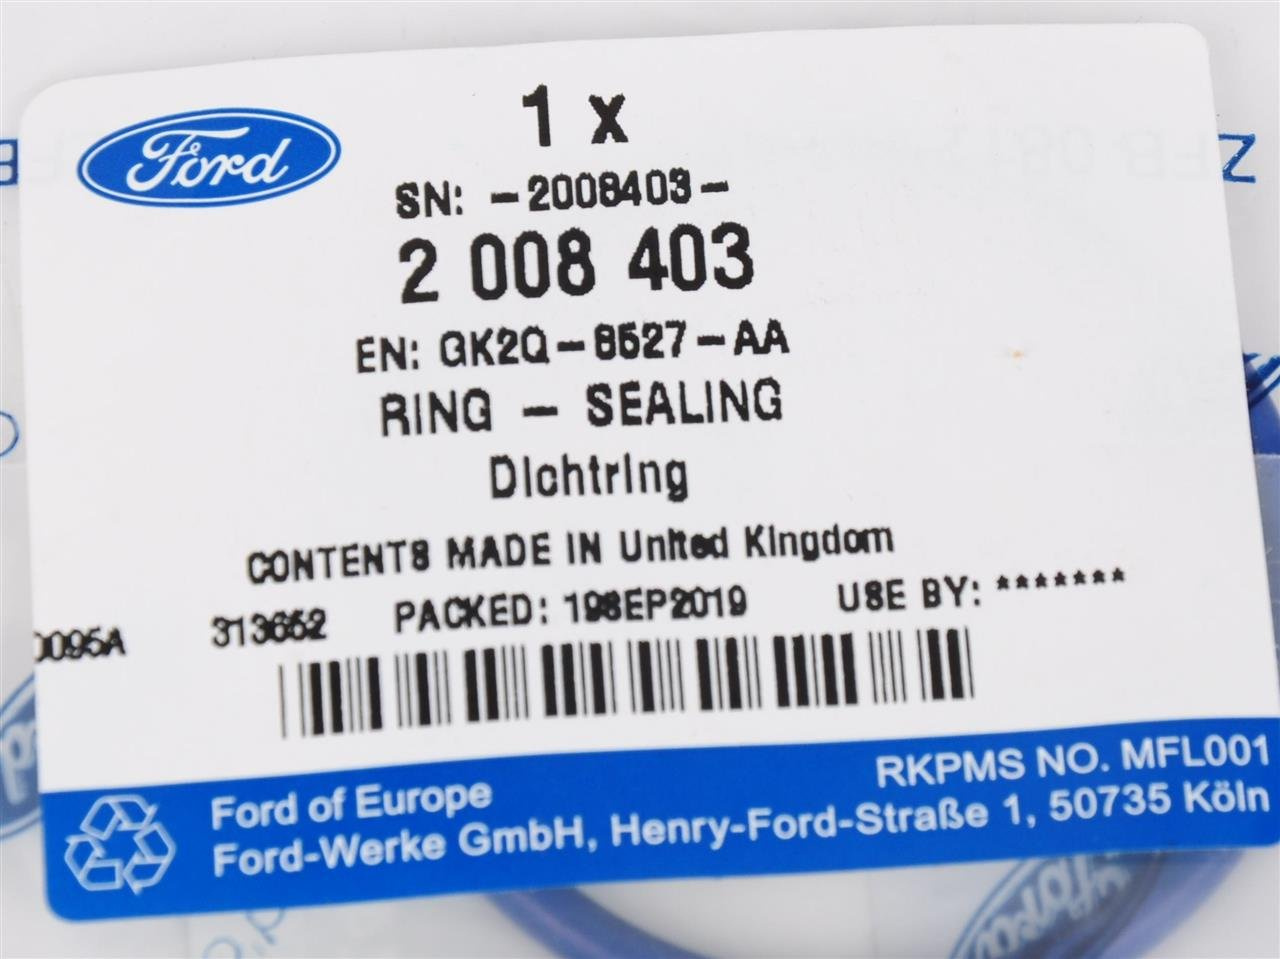 Ford
1 x
SN: -2008403-
2 008 403
EN: GK2Q-6527-AA
RING - SEALING
Dichtring
CONTENTS MADE IN United Kingdom
0095A 313652 PACKED: 19SEP2019 USE BY: *******
RKPMS NO. MFL001
Ford of Europe
Ford-Werke GmbH, Henry-Ford-Straße 1, 50735 Köln